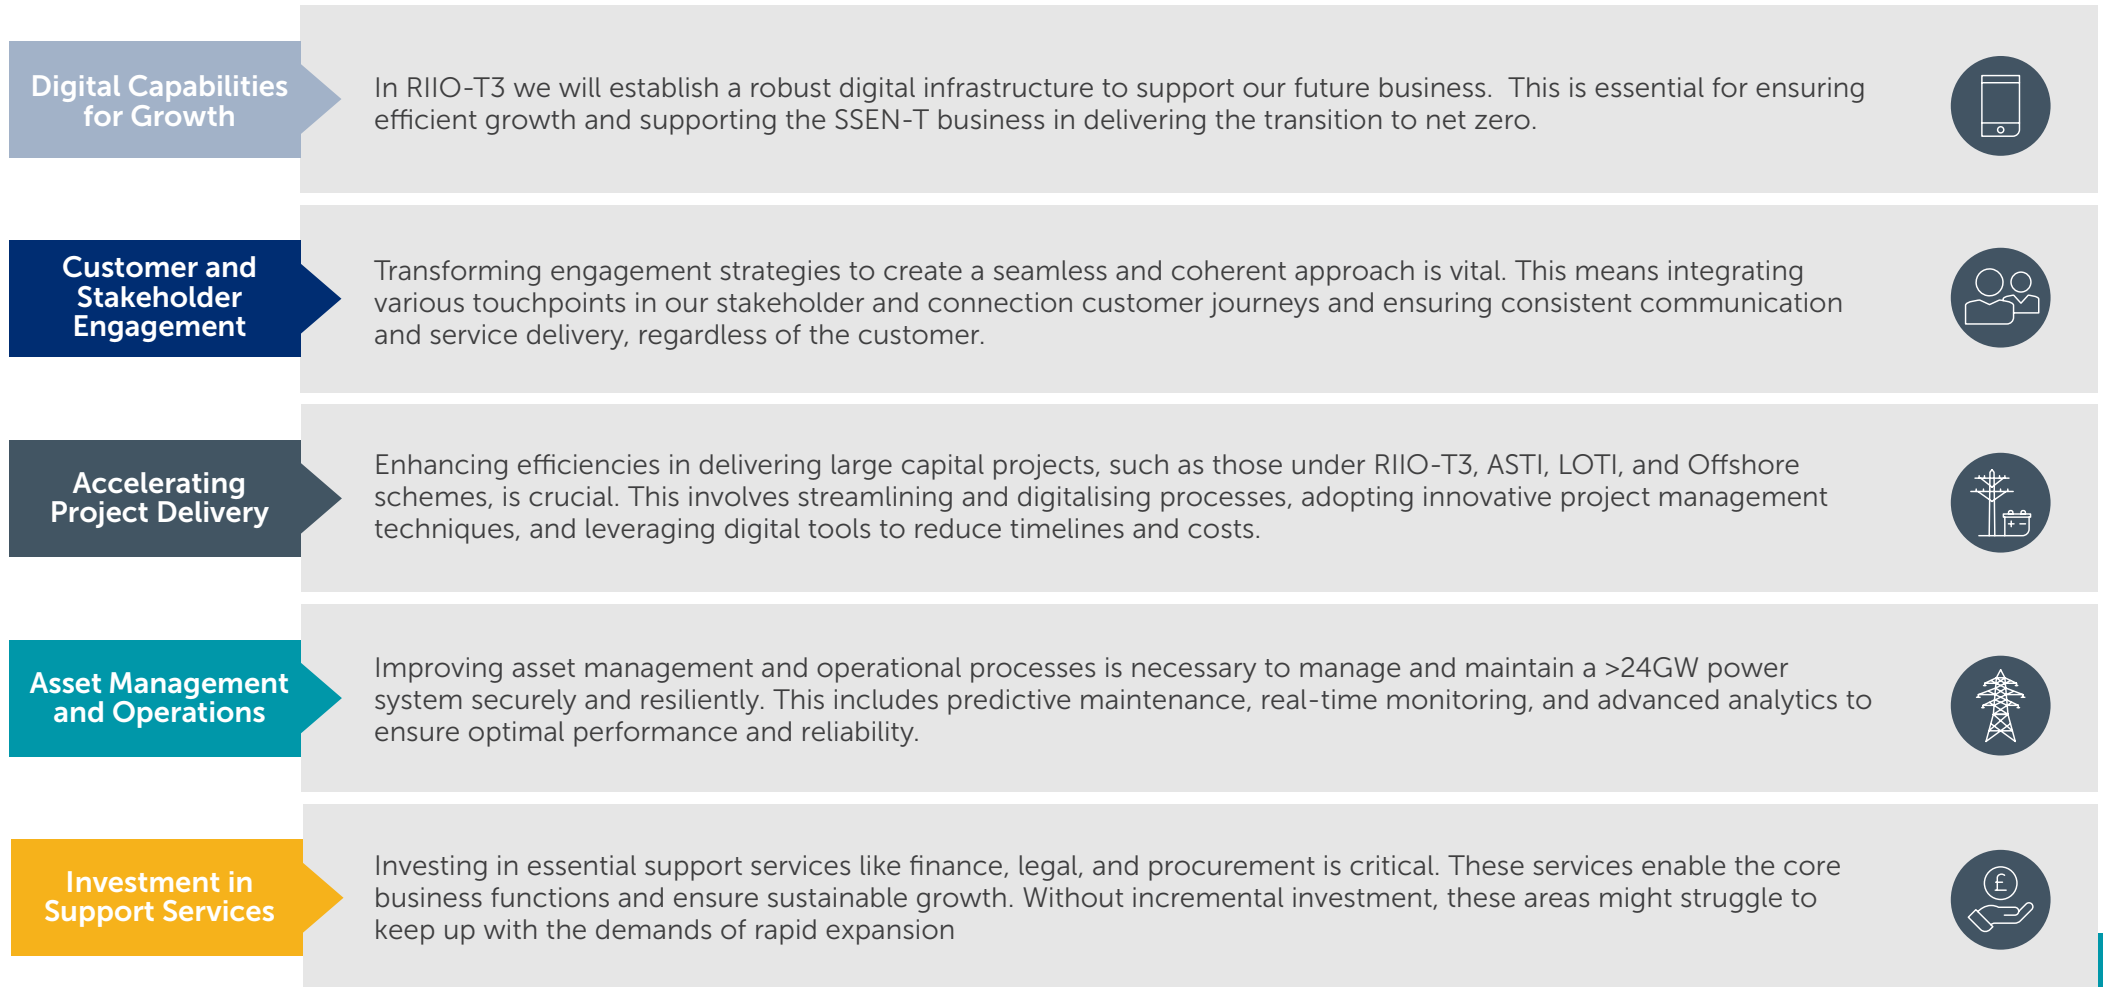 Digital Capabilities
for Growth
In RIIO-T3 we will establish a robust digital infrastructure to support our future business.  This is essential for ensuring
efficient growth and supporting the SSEN-T business in delivering the transition to net zero.
Customer and
Stakeholder
Engagement
Transforming engagement strategies to create a seamless and coherent approach is vital. This means integrating
various touchpoints in our stakeholder and connection customer journeys and ensuring consistent communication
and service delivery, regardless of the customer.
Accelerating
Project Delivery
Enhancing efficiencies in delivering large capital projects, such as those under RIIO-T3, ASTI, LOTI, and Offshore
schemes, is crucial. This involves streamlining and digitalising processes, adopting innovative project management
techniques, and leveraging digital tools to reduce timelines and costs.
Asset Management
and Operations
Improving asset management and operational processes is necessary to manage and maintain a >24GW power
system securely and resiliently. This includes predictive maintenance, real-time monitoring, and advanced analytics to
ensure optimal performance and reliability.
Investment in
Support Services
Investing in essential support services like finance, legal, and procurement is critical. These services enable the core
business functions and ensure sustainable growth. Without incremental investment, these areas might struggle to
keep up with the demands of rapid expansion
£